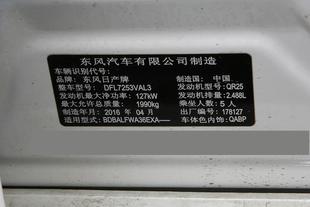 东风汽车有限公司制造
车辆识别代号：
品牌：东风日产牌 制造国：中国
整车型号：DFL7253VAL3 发动机型号：QR25
发动机最大净功率：127kW 发动机排量：2.488L
最大允许总质量：1990kg 乘坐人数：5人
制造年月：2016年04月 出厂编号：178127
适用型式：BDBALFWA36EXA—— 车体色内饰：QABP